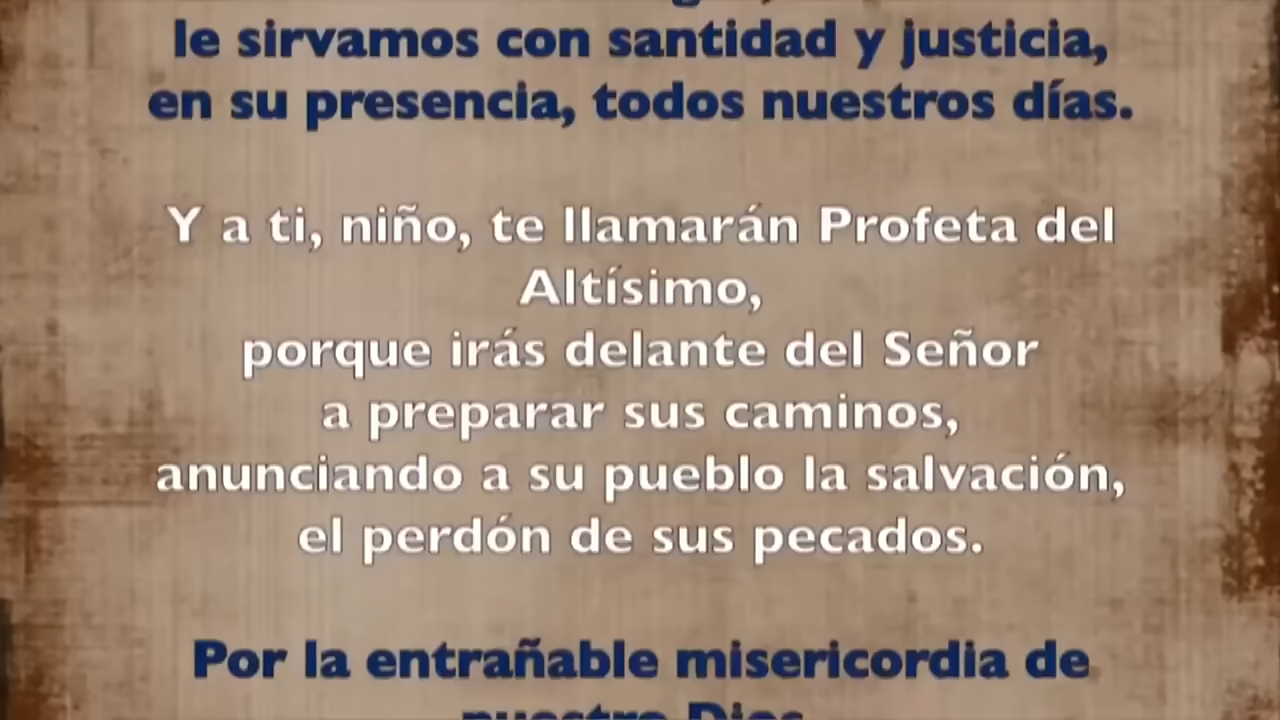 le sirvamos con santidad y justicia,
en su presencia, todos nuestros días.
Y a ti, niño, te llamarán Profeta del
Altísimo,
porque irás delante del Señor
a preparar sus caminos,
anunciando a su pueblo la salvación,
el perdón de sus pecados.
Por la entrañable misericordia de
nuestro Dios